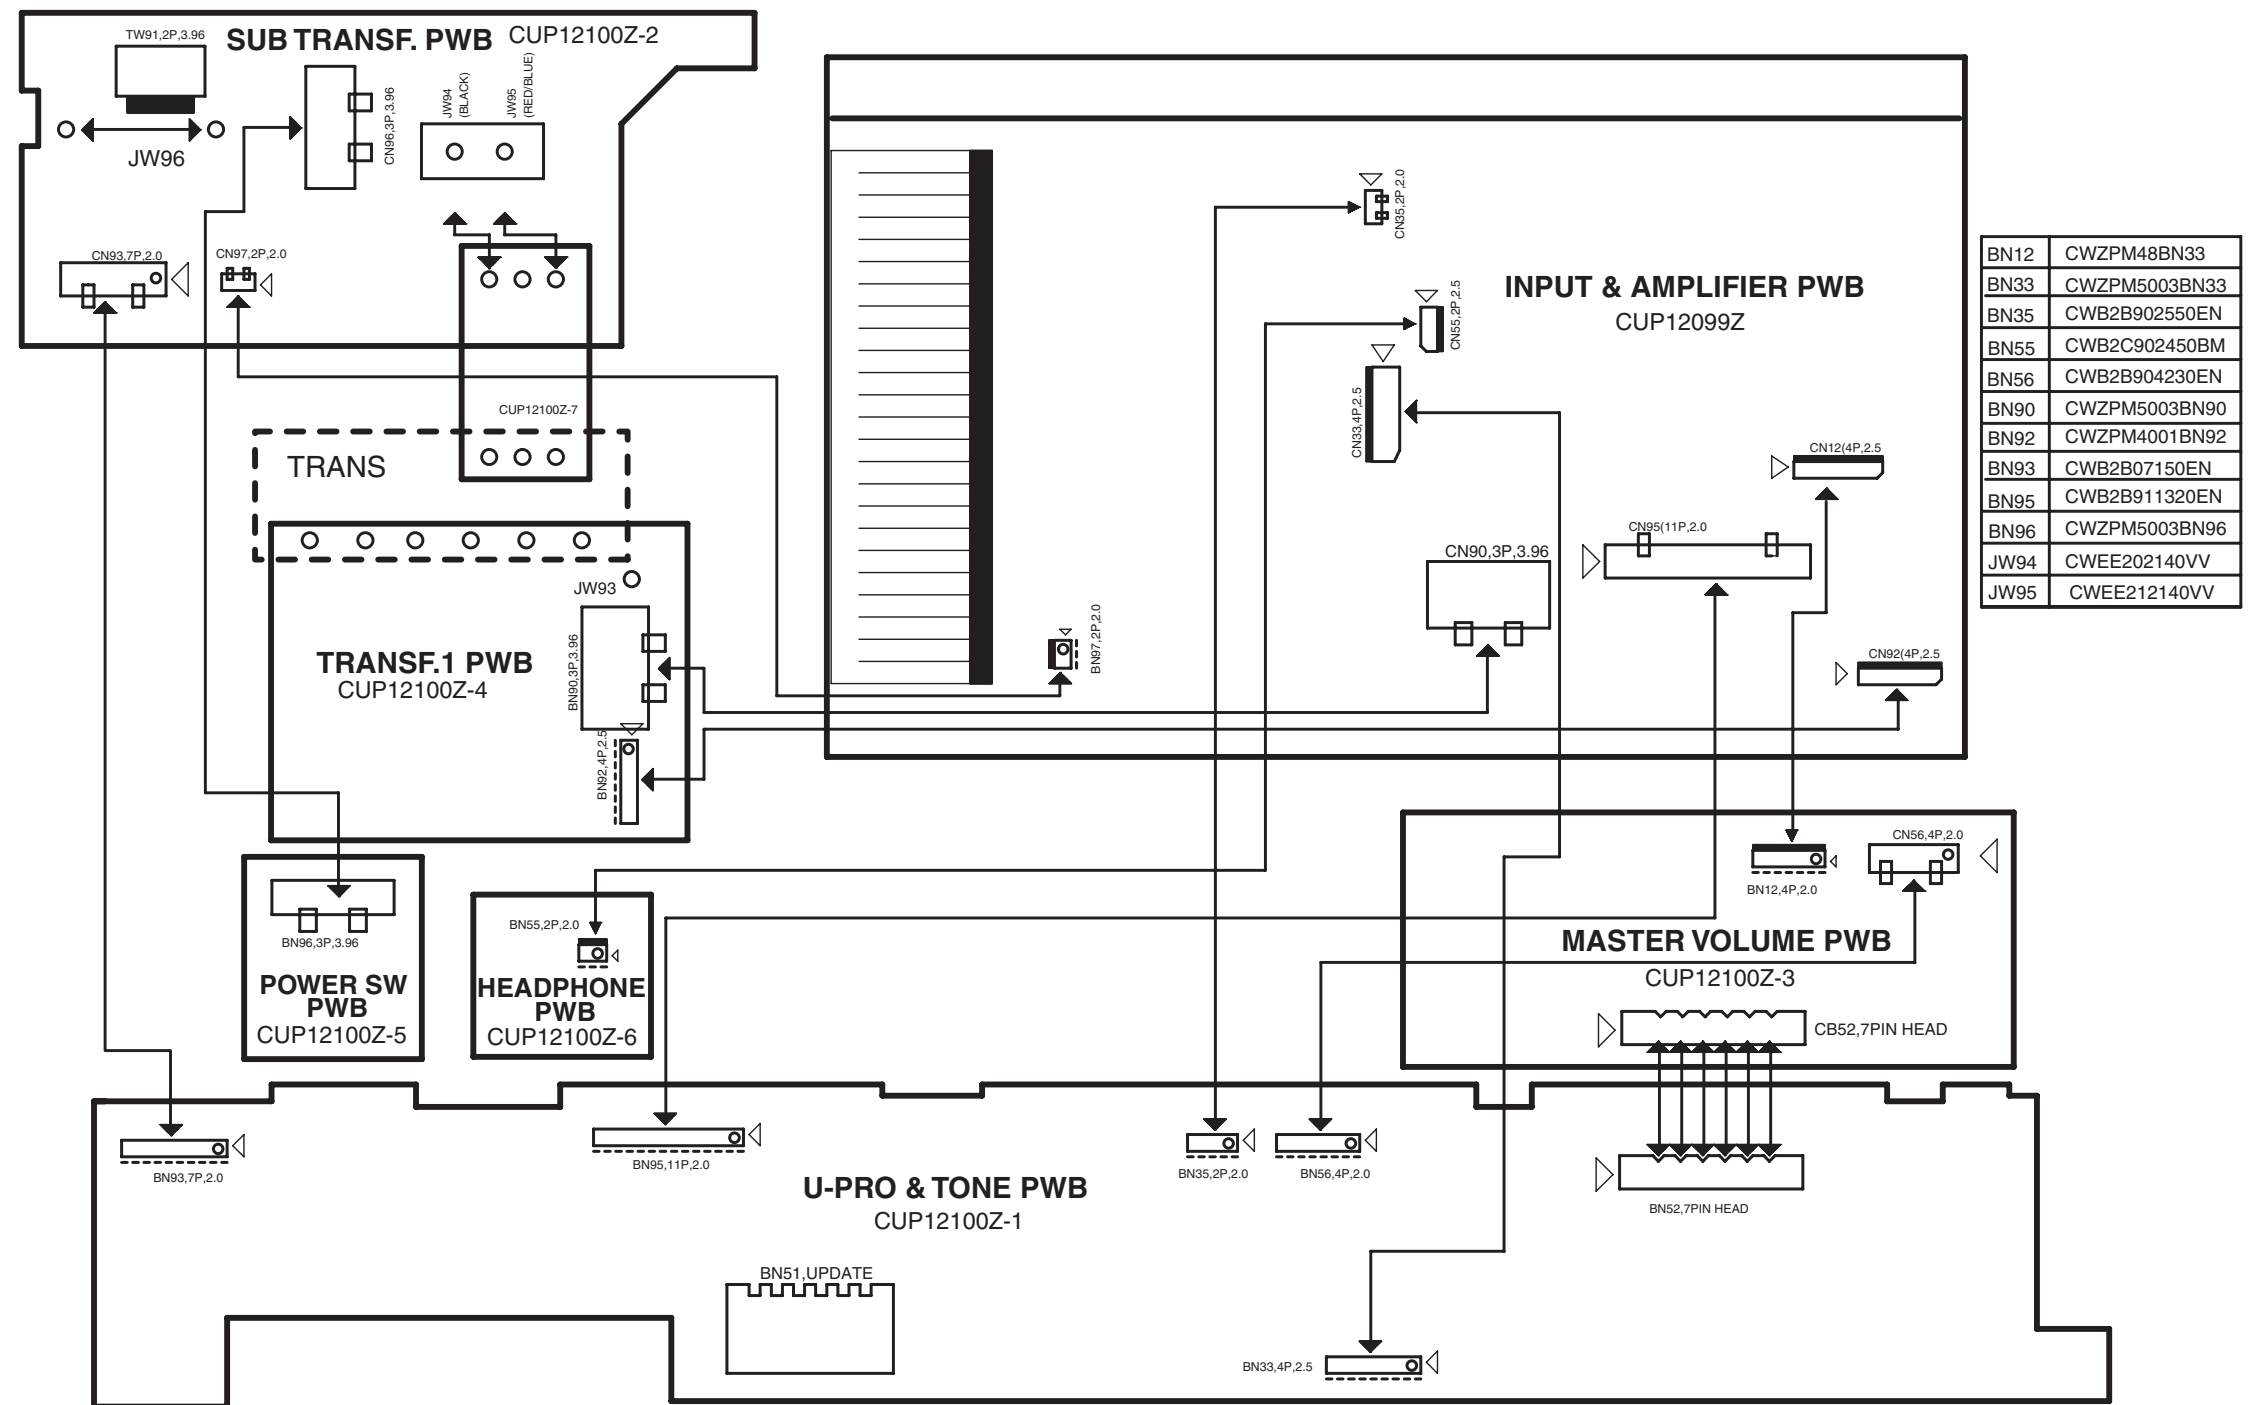 TW91,2P,3.96
SUB TRANSF. PWB CUP12100Z-2
JW96
CN96,3P,3.96
JW94
(BLACK)
JW95
(RED/BLUE)
CN93,7P,2.0
CN97,2P,2.0
CUP12100Z-7
TRANS
JW93
BN90,3P,3.96
TRANSF.1 PWB
CUP12100Z-4
BN92,4P,2.5
BN96,3P,3.96
POWER SW
PWB
CUP12100Z-5
BN55,2P,2.0
HEADPHONE
PWB
CUP12100Z-6
CN35,2P,2.0
INPUT & AMPLIFIER PWB
CUP12099Z
CN55,2P,2.5
CN33,4P,2.5
CN12(4P,2.5
CN95(11P,2.0
CN90,3P,3.96
BN97,2P,2.0
CN92(4P,2.5
BN12 CWZPM48BN33
BN33 CWZPM5003BN33
BN35 CWB2B902550EN
BN55 CWB2C902450BM
BN56 CWB2B904230EN
BN90 CWZPM5003BN90
BN92 CWZPM4001BN92
BN93 CWB2B07150EN
BN95 CWB2B911320EN
BN96 CWZPM5003BN96
JW94 CWEE202140VV
JW95 CWEE212140VV
CN56,4P,2.0
BN12,4P,2.0
MASTER VOLUME PWB
CUP12100Z-3
CB52,7PIN HEAD
BN93,7P,2.0
BN95,11P,2.0
BN35,2P,2.0
BN56,4P,2.0
BN52,7PIN HEAD
U-PRO & TONE PWB
CUP12100Z-1
BN51,UPDATE
BN33,4P,2.5